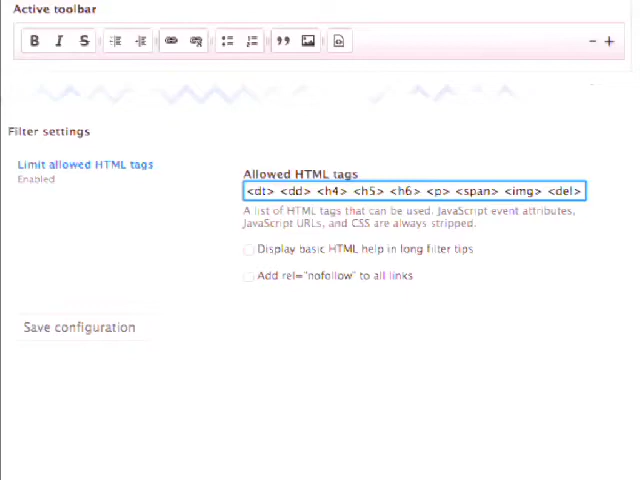 Active toolbar
B I S
Filter settings
Limit allowed HTML tags
Enabled
Allowed HTML tags
<dt> <dd> <h4> <h5> <h6> <p> <span> <img> <del>
A list of HTML tags that can be used. JavaScript event attributes,
JavaScript URLs, and CSS are always stripped.
Display basic HTML help in long filter tips
Add rel="nofollow" to all links
Save configuration